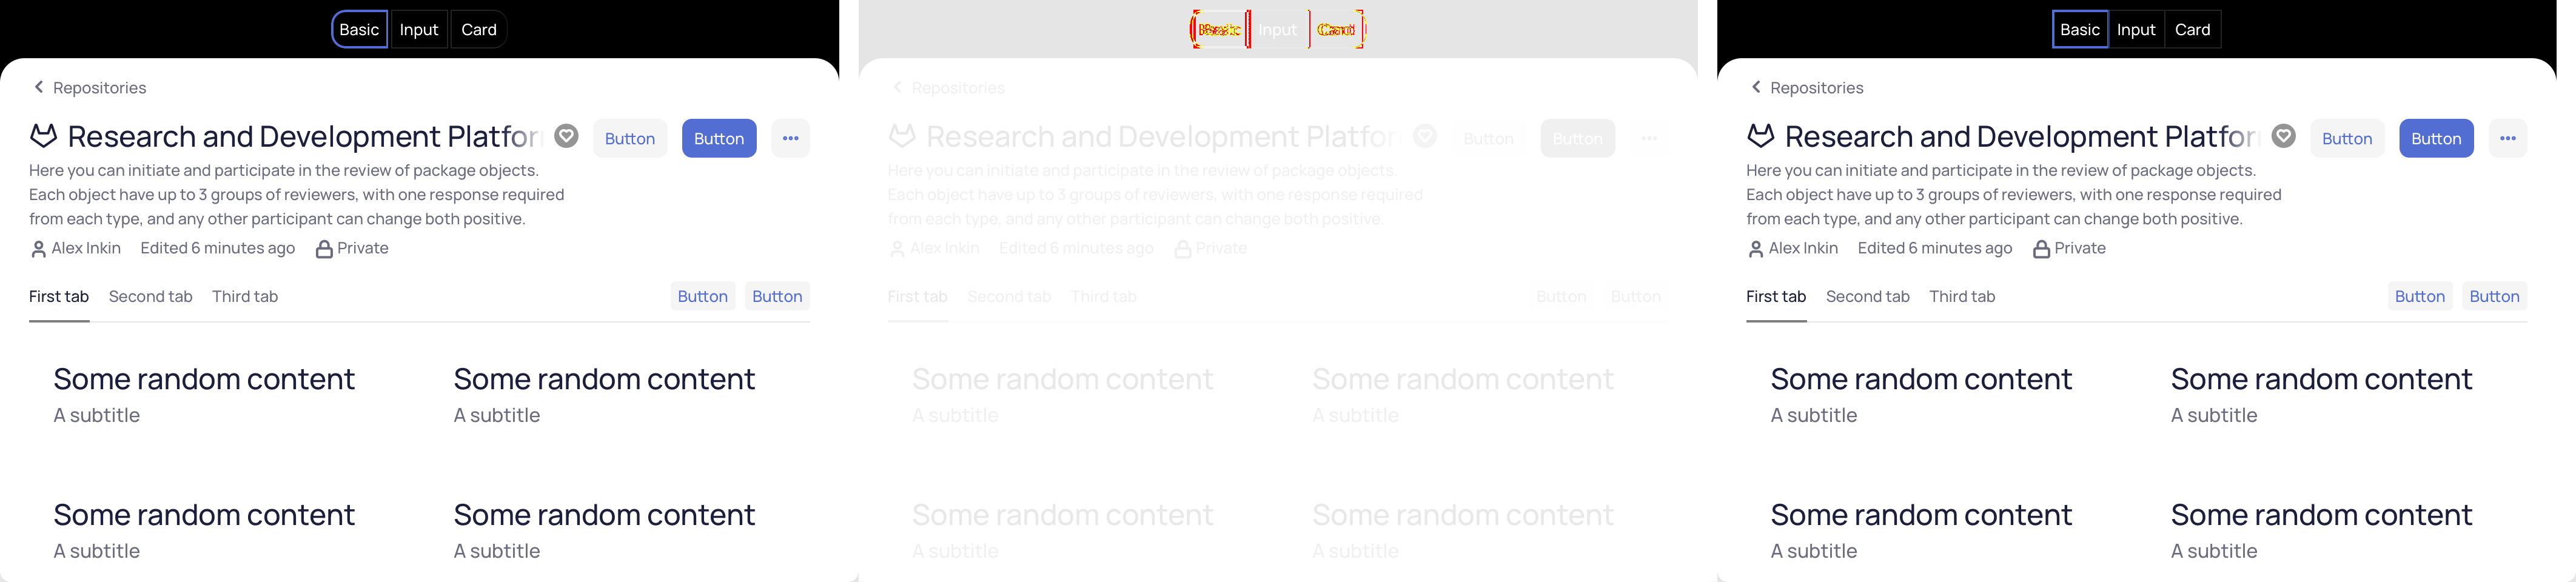 Basic Input Card
Repositories
Research and Development Platfor
Button Button
Here you can initiate and participate in the review of package objects.
Each object have up to 3 groups of reviewers, with one response required
from each type, and any other participant can change both positive.
Alex Inkin Edited 6 minutes ago Private
First tab Second tab Third tab Button Button
Some random content Some random content
A subtitle A subtitle
Some random content Some random content
A subtitle A subtitle
Basic Input Card
Repositories
Research and Development Platfor
Button Button
Here you can initiate and participate in the review of package objects.
Each object have up to 3 groups of reviewers, with one response required
from each type, and any other participant can change both positive.
Alex Inkin Edited 6 minutes ago Private
First tab Second tab Third tab Button Button
Some random content Some random content
A subtitle A subtitle
Some random content Some random content
A subtitle A subtitle
Basic Input Card
Repositories
Research and Development Platfor
Button Button
Here you can initiate and participate in the review of package objects.
Each object have up to 3 groups of reviewers, with one response required
from each type, and any other participant can change both positive.
Alex Inkin Edited 6 minutes ago Private
First tab Second tab Third tab Button Button
Some random content Some random content
A subtitle A subtitle
Some random content Some random content
A subtitle A subtitle